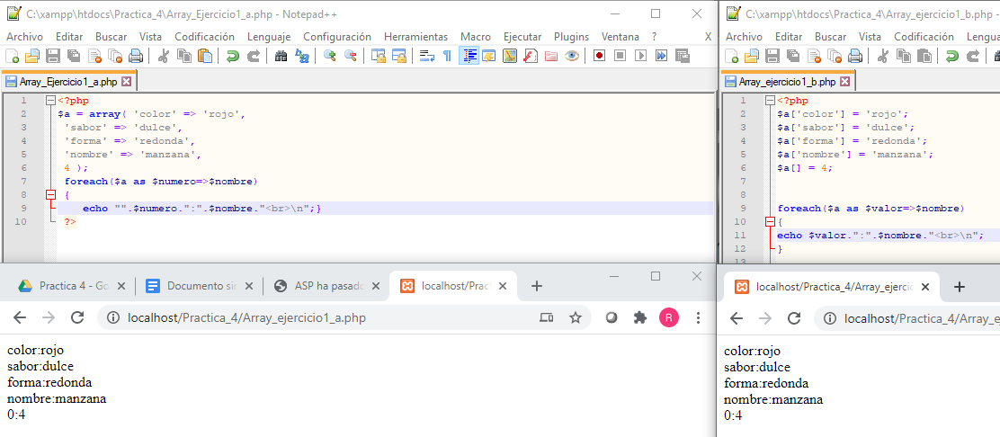 C:\xampp\htdocs\Practica_4\Array_Ejercicio1_a.php - Notepad++
Archivo Editar Buscar Vista Codificación Lenguaje Configuración Herramientas Macro Ejecutar Plugins Ventana ? X
Array_Ejercicio1_a.php
1 <?php
2 $a = array( 'color' => 'rojo',
3 'sabor' => 'dulce',
4 'forma' => 'redonda',
5 'nombre' => 'manzana',
6 4 );
7 foreach($a as $numero=>$nombre)
8 {
9 echo "".$numero.":".$nombre."<br>\n";}
10 ?>
Practica 4 - Go
Documento sin
ASP ha pasado
localhost/Prac
localhost/Practica_4/Array_ejercicio1_a.php
R
color:rojo
sabor:dulce
forma:redonda
nombre:manzana
0:4
C:\xampp\htdocs\Practica_4\Array_ejercicio1_b.php -
Archivo Editar Buscar Vista Codificación Lengua
Array_ejercicio1_b.php
1 <?php
2 $a['color'] = 'rojo';
3 $a['sabor'] = 'dulce';
4 $a['forma'] = 'redonda';
5 $a['nombre'] = 'manzana';
6 $a[] = 4;
7
8
9 foreach($a as $valor=>$nombre)
10 {
11 echo $valor.":".$nombre."<br>\n";
12 }
13
localhost/Practica_4/Array_ejercic
localhost/Practica_4/Array_e
color:rojo
sabor:dulce
forma:redonda
nombre:manzana
0:4